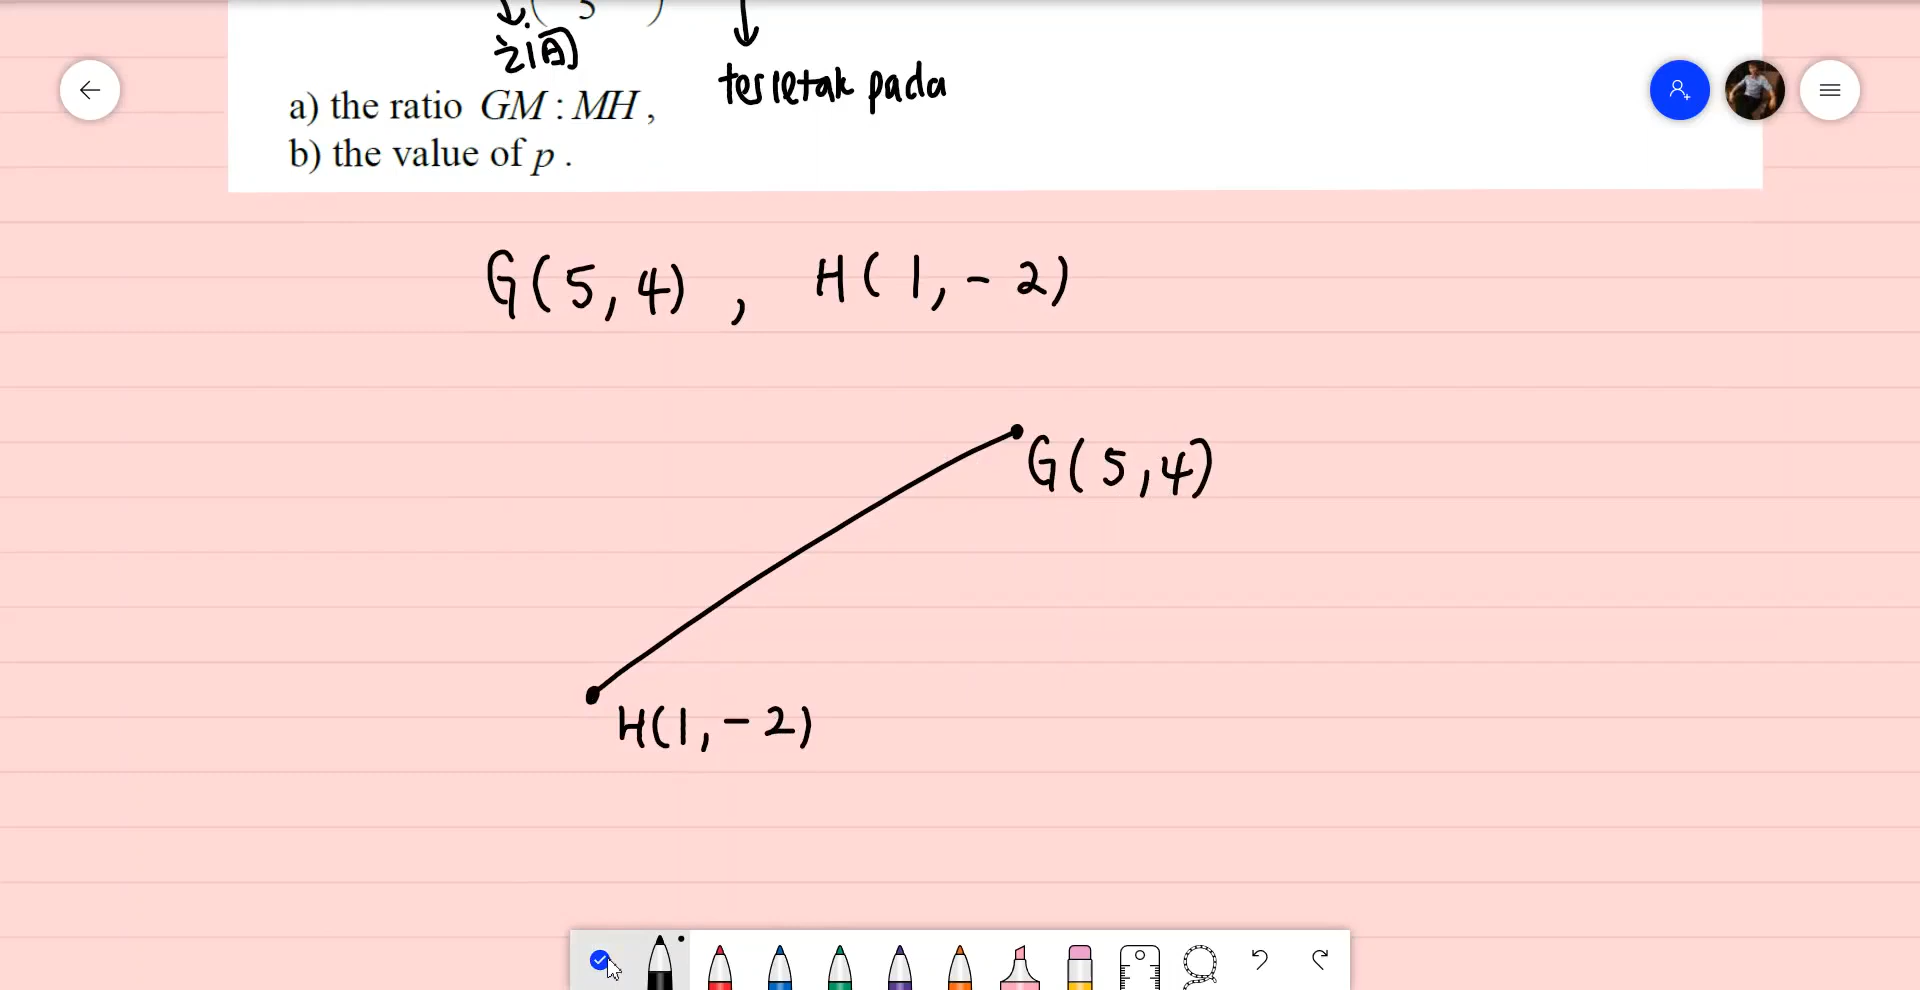 a) the ratio GM : MH ,
terletak pada
b) the value of p .
G(5,4) , H(1,-2)
G(5,4)
H(1,-2)